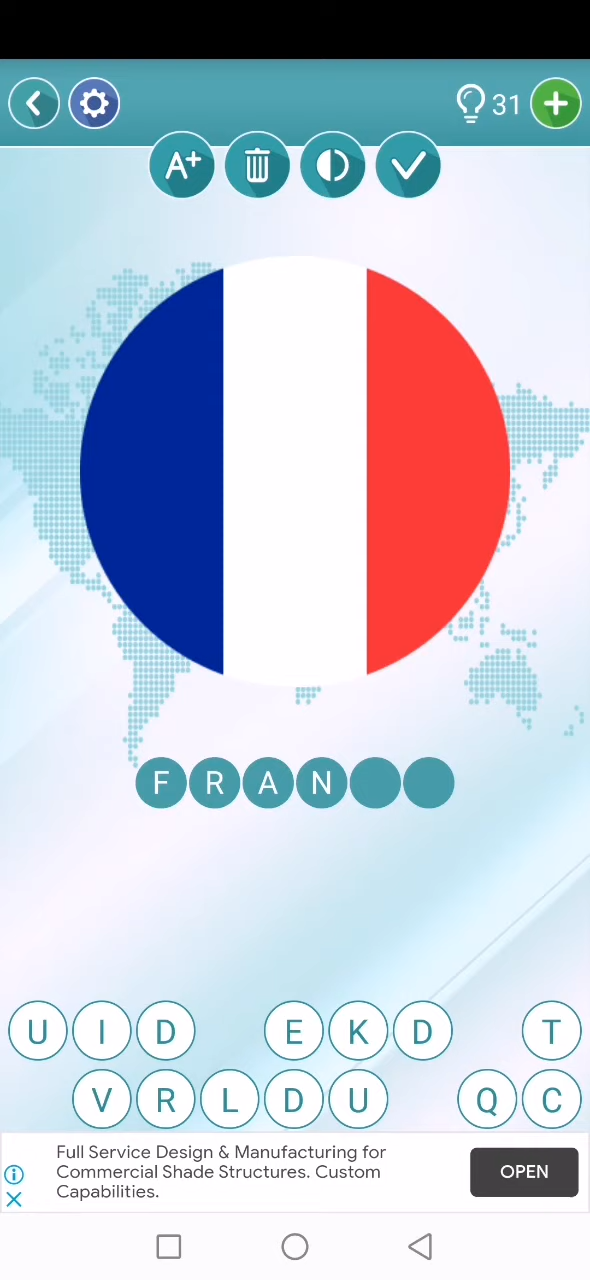 31
A+
F R A N
U I D E K D T
V R L D U Q C
Full Service Design & Manufacturing for
Commercial Shade Structures. Custom
Capabilities.
OPEN